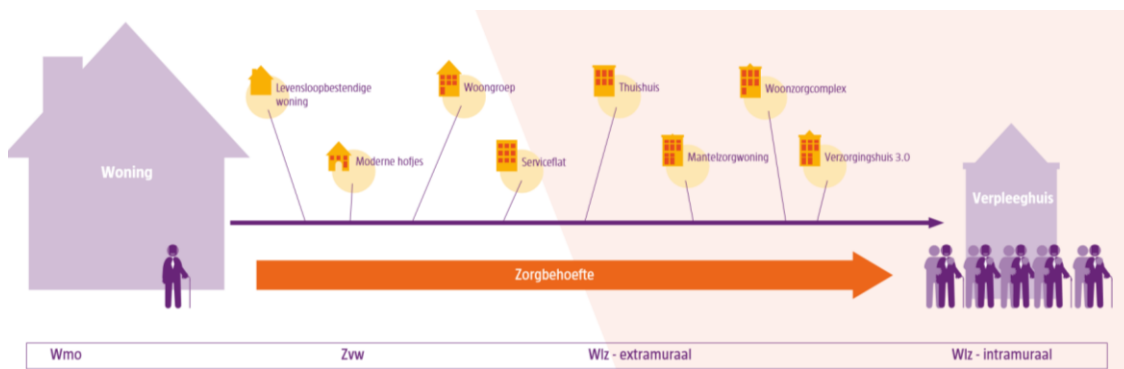 Levensloopbestendige
woning
Woongroep
Thuishuis
Woonzorgcomplex
Moderne hofjes
Serviceflat
Mantelzorgwoning
Verzorgingshuis 3.0
Woning
Verpleeghuis
Zorgbehoefte
Wmo
Zvw
Wlz - extramuraal
Wlz - intramuraal